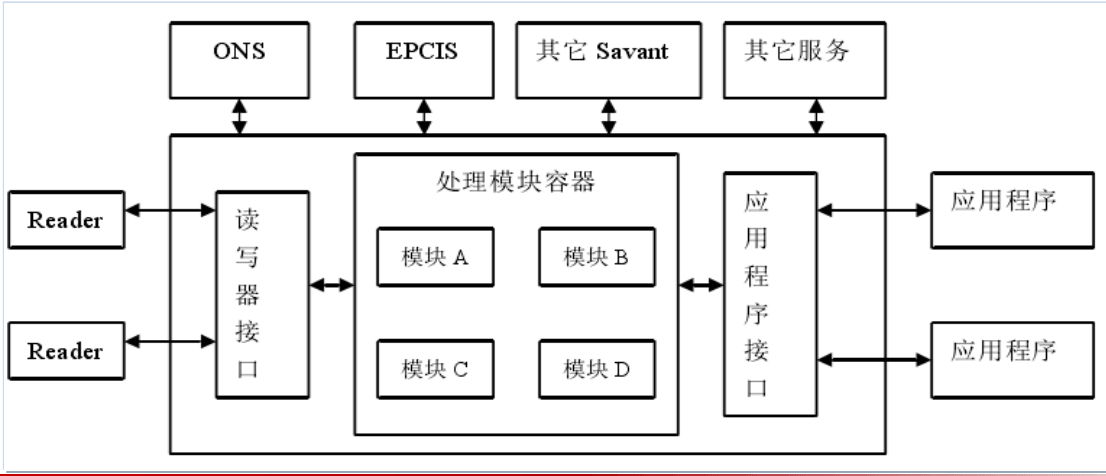 ONS
EPCIS
其它 Savant
其它服务
处理模块容器
Reader
Reader
读写器接口
模块 A
模块 B
模块 C
模块 D
应用程序接口
应用程序
应用程序